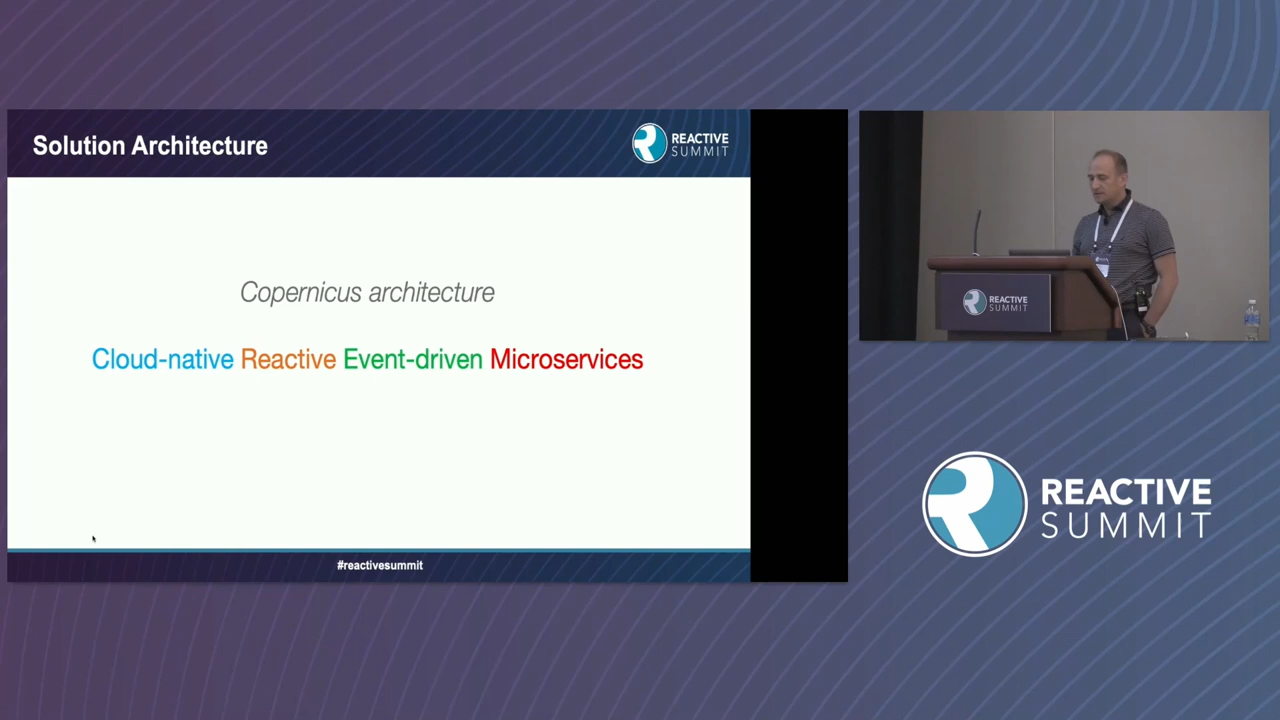 Solution Architecture
REACTIVE
SUMMIT
Copernicus architecture
Cloud-native Reactive Event-driven Microservices
#reactivesummit
REACTIVE
SUMMIT
REACTIVE
SUMMIT